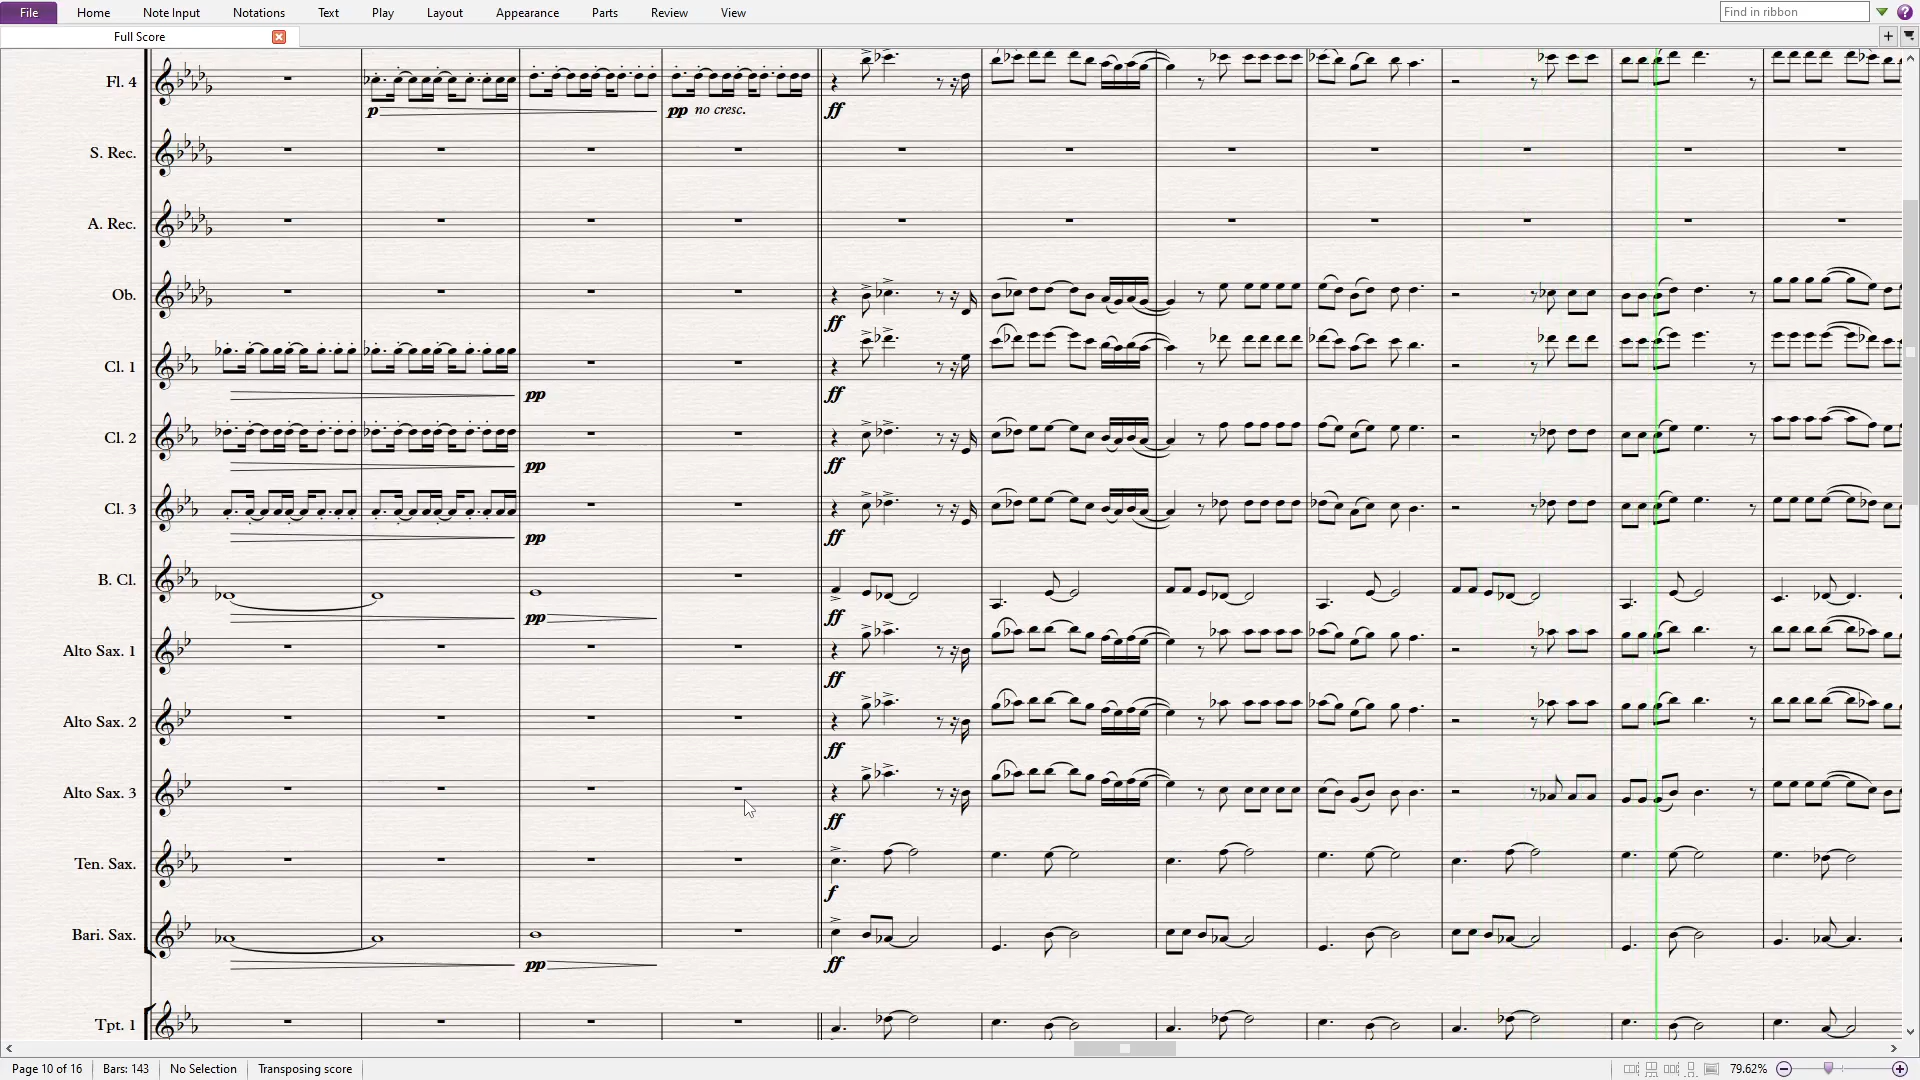 File Home Note Input Notations Text Play Layout Appearance Parts Review View Find in ribbon
Full Score
Fl. 4
p pp no cresc. ff
S. Rec.
A. Rec.
Ob.
ff
Cl. 1
pp ff
Cl. 2
pp ff
Cl. 3
pp ff
B. Cl.
pp ff
Alto Sax. 1
ff
Alto Sax. 2
ff
Alto Sax. 3
ff
Ten. Sax.
f
Bari. Sax.
pp ff
Tpt. 1
Page 10 of 16 Bars: 143 No Selection Transposing score 79.62%